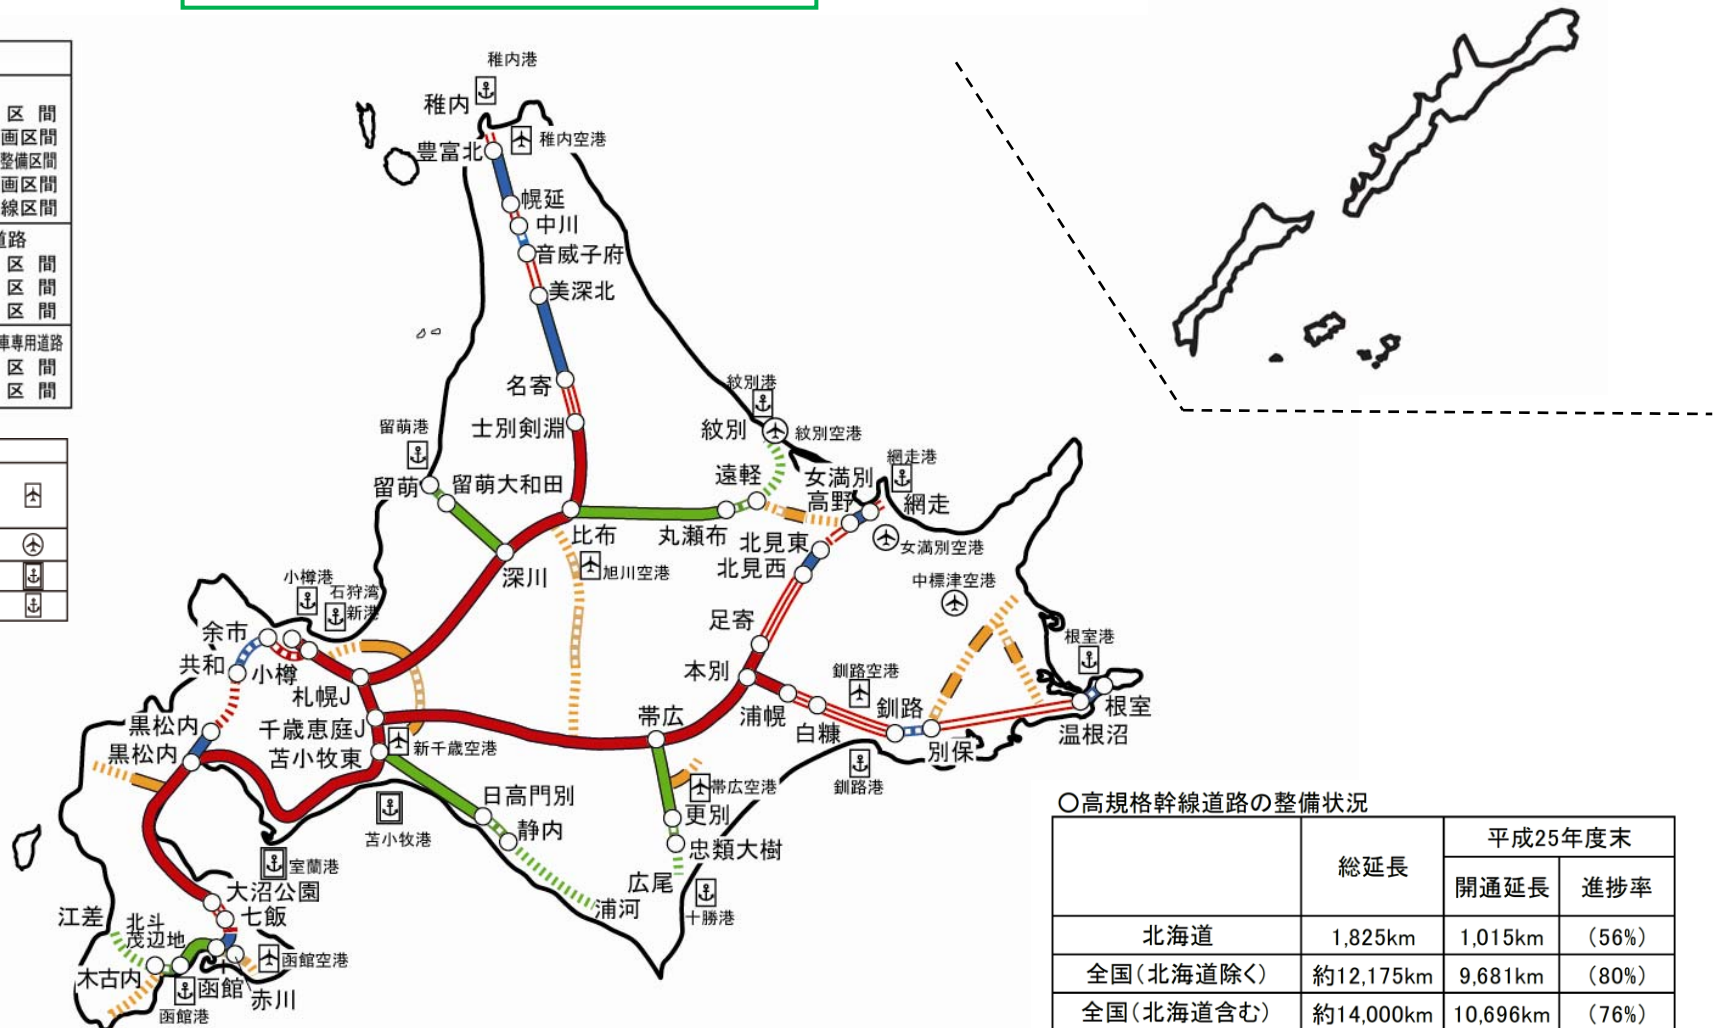 区 間
画区間
整備区間
画区間
線区間
道路
区 間
区 間
区 間
車専用道路
区 間
区 間
稚内港
稚内
稚内空港
豊富北
幌延
中川
音威子府
美深北
名寄
士別剣淵
紋別港
紋別
紋別空港
留萌港
留萌
留萌大和田
遠軽
女満別
高野
網走港
網走
比布
丸瀬布
北見東
北見西
女満別空港
深川
旭川空港
中標津空港
小樽港
石狩湾
新港
余市
共和
小樽
札幌J
足寄
本別
釧路空港
根室港
根室
温根沼
黒松内
黒松内
千歳恵庭J
苫小牧東
新千歳空港
帯広
浦幌
白糠
釧路
別保
釧路港
帯広空港
日高門別
静内
更別
忠類大樹
苫小牧港
室蘭港
広尾
浦河
十勝港
大沼公園
七飯
江差
北斗
茂辺地
木古内
函館
函館空港
赤川
函館港
○高規格幹線道路の整備状況
総延長
平成25年度末
開通延長
進捗率
北海道 1,825km 1,015km (56%)
全国(北海道除く) 約12,175km 9,681km (80%)
全国(北海道含む) 約14,000km 10,696km (76%)